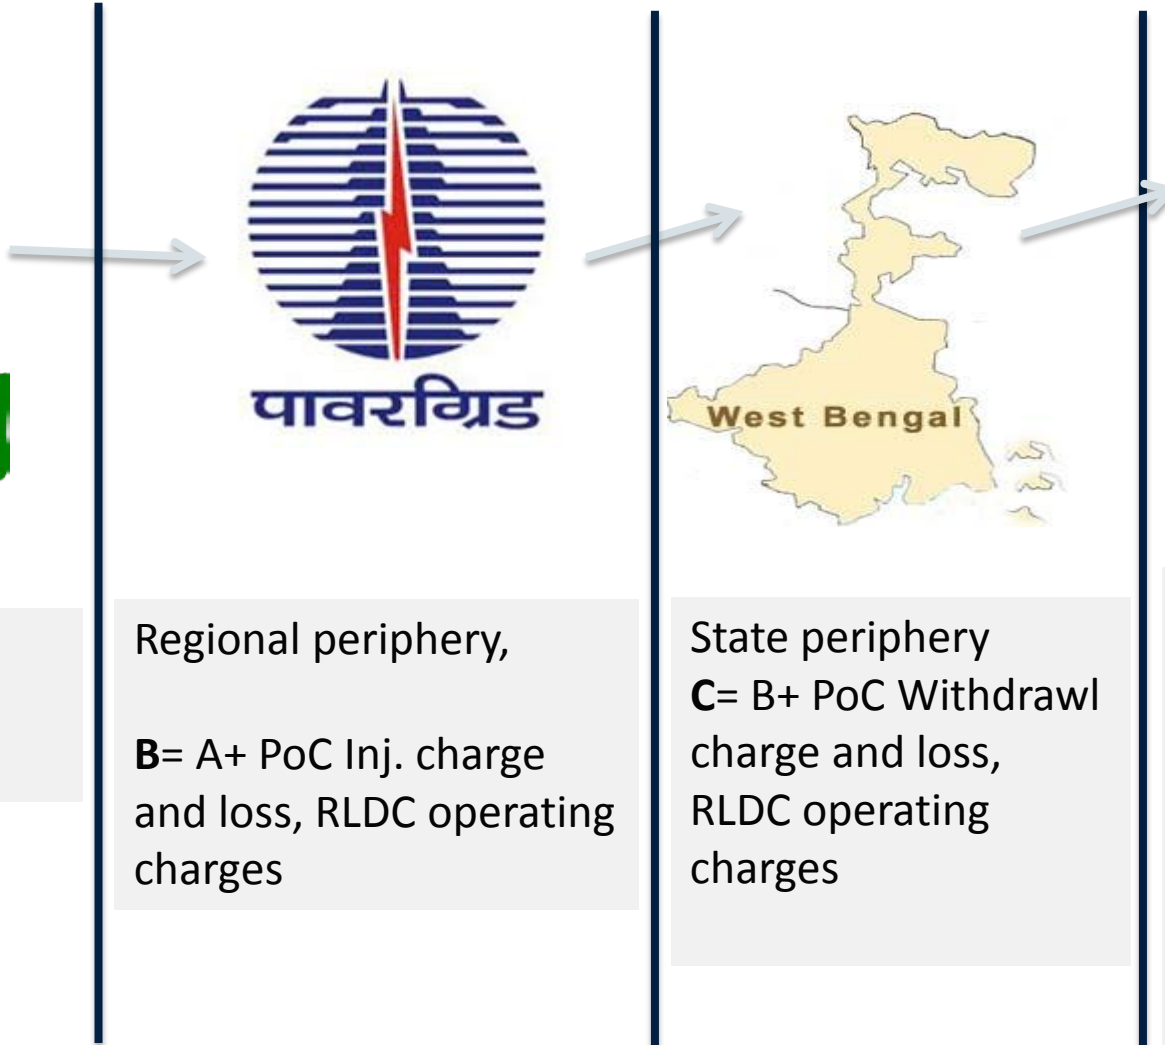 पावरग्रिड
West Bengal
Regional periphery,
B= A+ PoC Inj. charge
and loss, RLDC operating
charges
State periphery
C= B+ PoC Withdrawl
charge and loss,
RLDC operating
charges